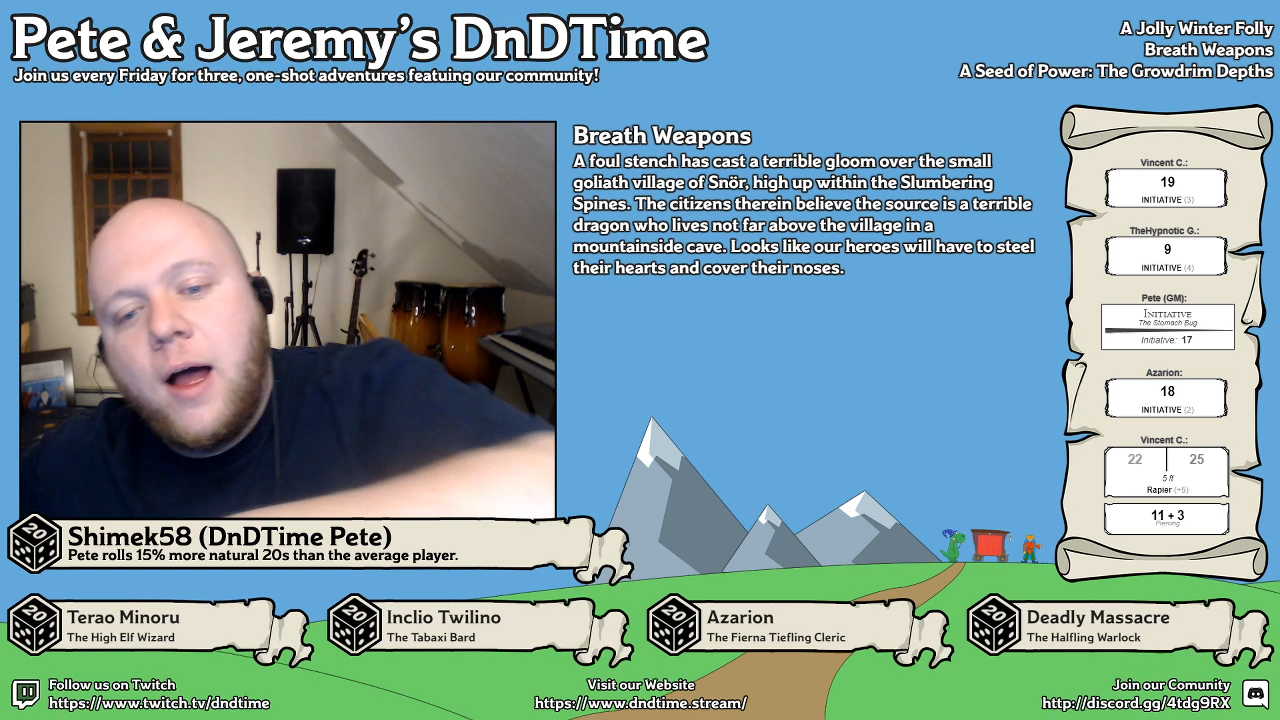 Pete & Jeremy's DnDTime
Join us every Friday for three, one-shot adventures featuing our community!
A Jolly Winter Folly
Breath Weapons
A Seed of Power: The Growdrim Depths
Breath Weapons
A foul stench has cast a terrible gloom over the small
goliath village of Snör, high up within the Slumbering
Spines. The citizens therein believe the source is a terrible
dragon who lives not far above the village in a
mountainside cave. Looks like our heroes will have to steel
their hearts and cover their noses.
Vincent C.:
19
INITIATIVE (3)
TheHypnotic G.:
9
INITIATIVE (4)
Pete (GM):
INITIATIVE
The Stomach Bug
Initiative: 17
Azarion:
18
INITIATIVE (2)
Vincent C.:
22 25
5 ft
Rapier (+5)
11 + 3
Piercing
20
Shimek58 (DnDTime Pete)
Pete rolls 15% more natural 20s than the average player.
20
Terao Minoru
The High Elf Wizard
20
Inclio Twilino
The Tabaxi Bard
20
Azarion
The Fierna Tiefling Cleric
20
Deadly Massacre
The Halfling Warlock
Follow us on Twitch
https://www.twitch.tv/dndtime
Visit our Website
https://www.dndtime.stream/
Join our Comunity
http://discord.gg/4tdg9RX